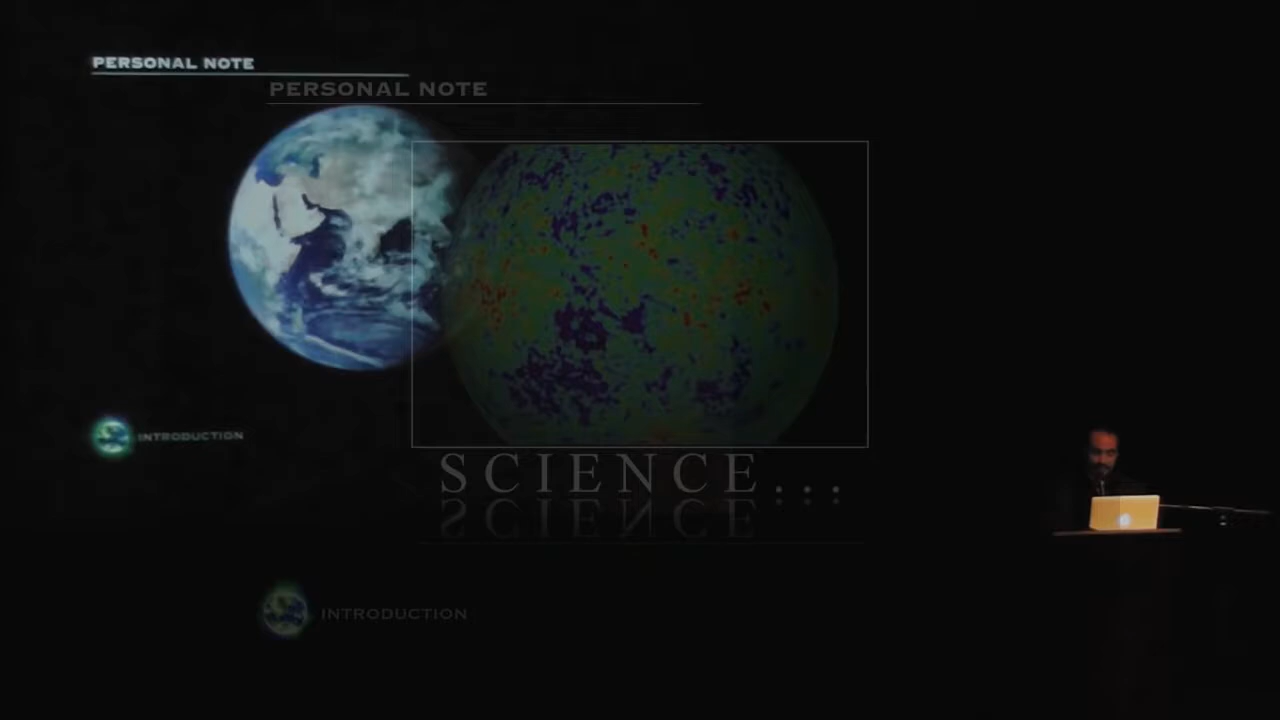 PERSONAL NOTE
PERSONAL NOTE
INTRODUCTION
SCIENCE...
INTRODUCTION